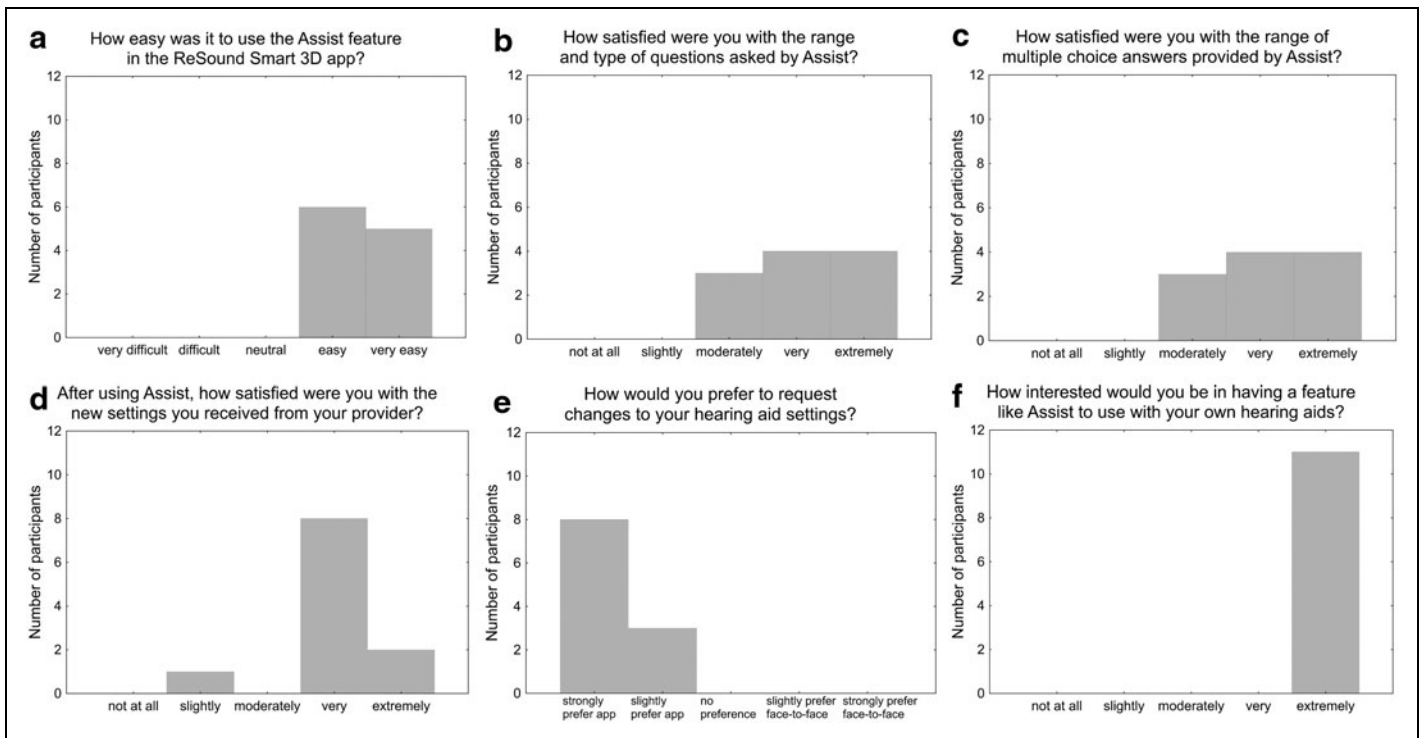 a
How easy was it to use the Assist feature
in the ReSound Smart 3D app?
12
10
8
6
4
2
0
Number of participants
very difficult difficult neutral easy very easy
b
How satisfied were you with the range
and type of questions asked by Assist?
12
10
8
6
4
2
0
Number of participants
not at all slightly moderately very extremely
c
How satisfied were you with the range of
multiple choice answers provided by Assist?
12
10
8
6
4
2
0
Number of participants
not at all slightly moderately very extremely
d
After using Assist, how satisfied were you with the
new settings you received from your provider?
12
10
8
6
4
2
0
Number of participants
not at all slightly moderately very extremely
e
How would you prefer to request
changes to your hearing aid settings?
12
10
8
6
4
2
0
Number of participants
strongly slightly no slightly prefer strongly prefer
prefer app prefer app preference face-to-face face-to-face
f
How interested would you be in having a feature
like Assist to use with your own hearing aids?
12
10
8
6
4
2
0
Number of participants
not at all slightly moderately very extremely